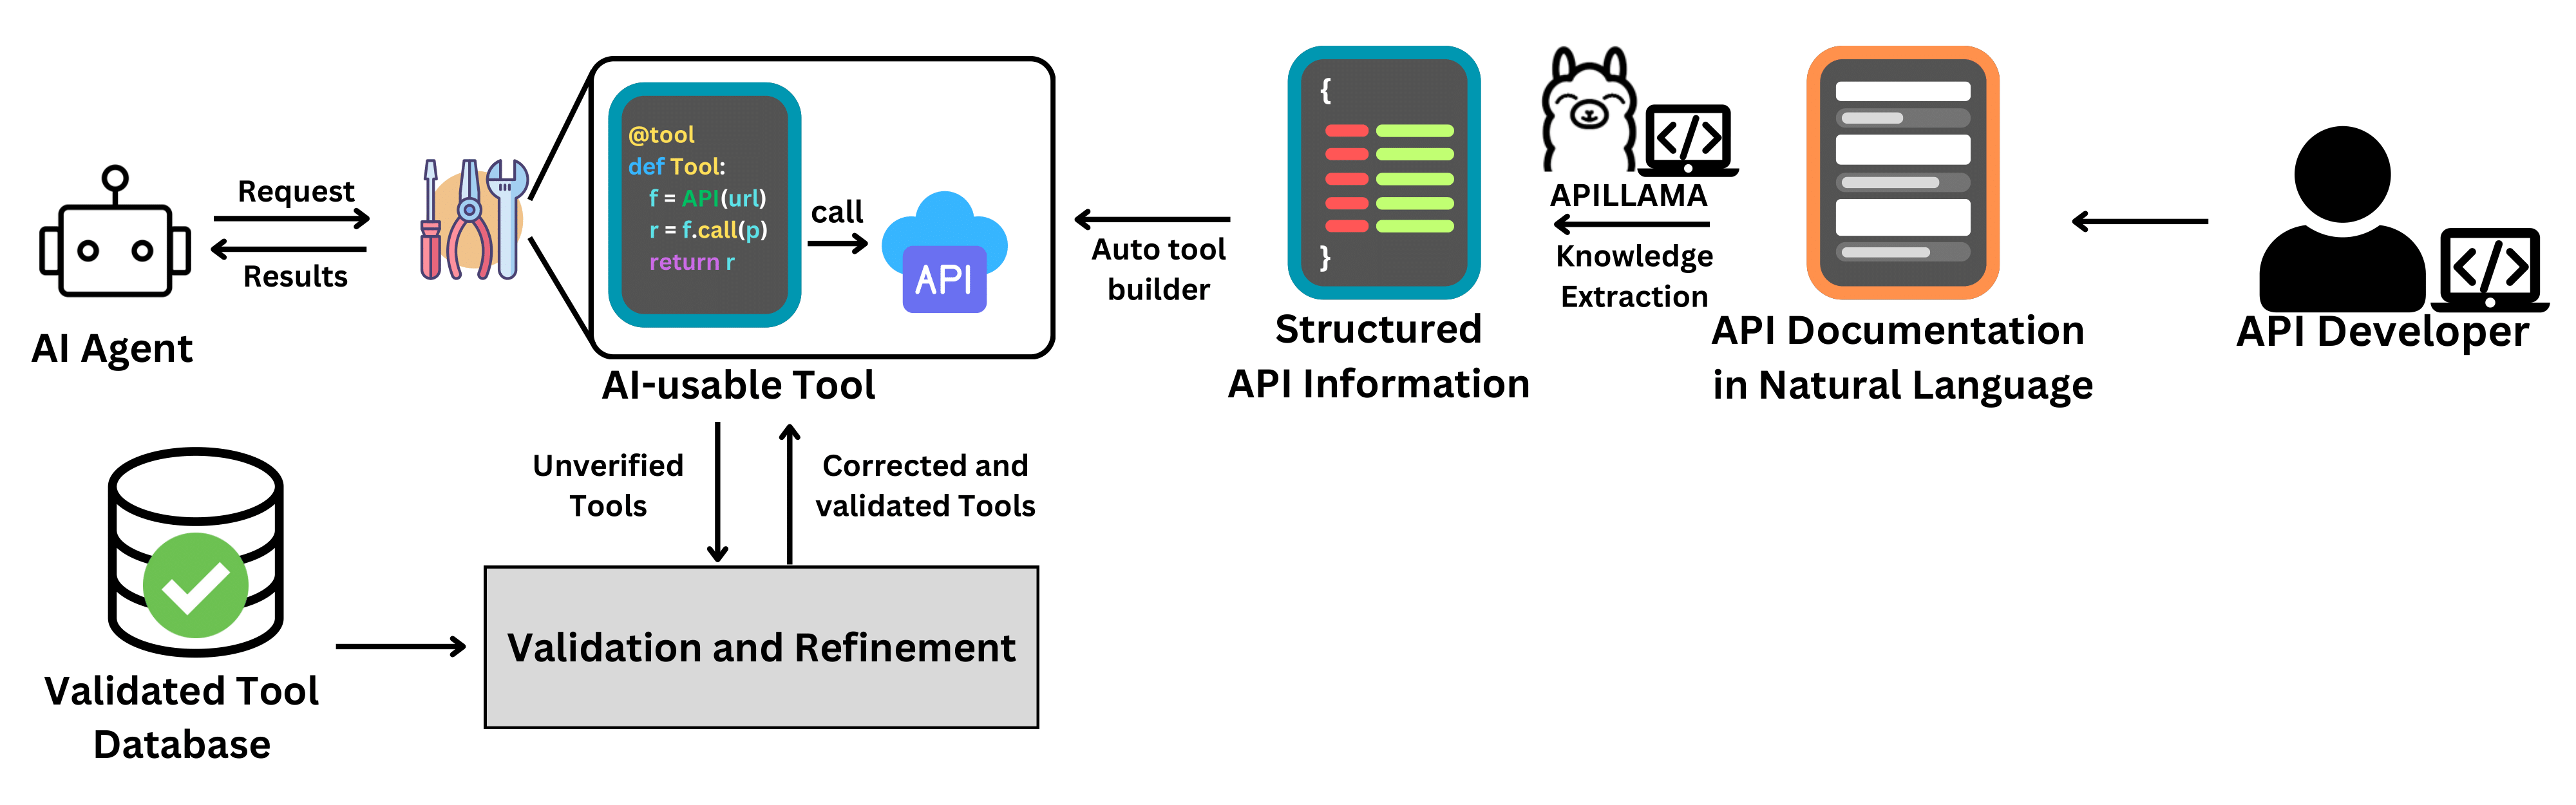 Request
Results
AI Agent
@tool
def Tool:
f = API(url)
r = f.call(p)
return r
call
API
AI-usable Tool
Auto tool
builder
{
}
Structured
API Information
</>
APILLAMA
Knowledge
Extraction
API Documentation
in Natural Language
</>
API Developer
Unverified
Tools
Corrected and
validated Tools
Validated Tool
Database
Validation and Refinement